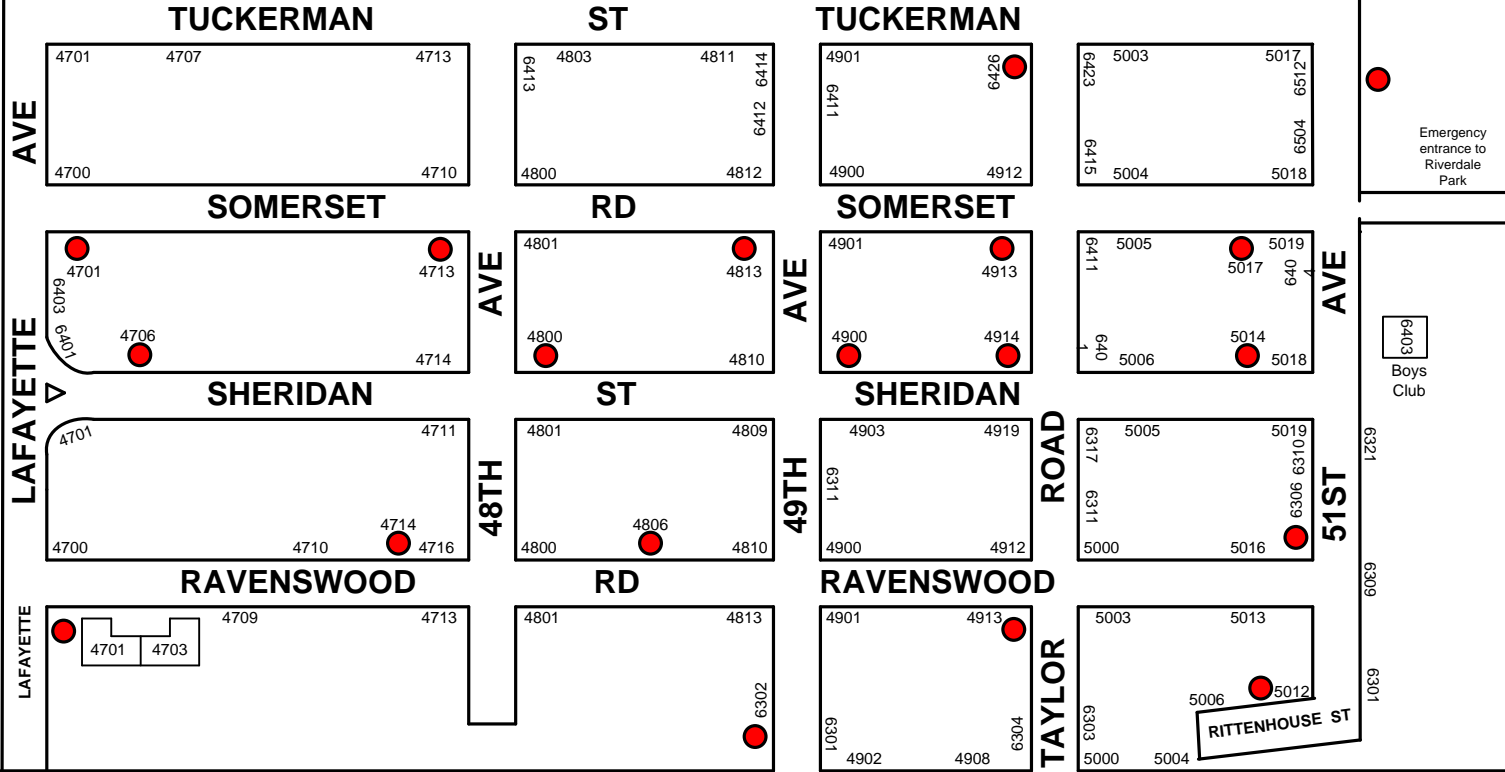 TUCKERMAN ST TUCKERMAN
4701 4707 4713
4803 4811
6413 6414
6412
4901 6426
6411
6423 5003 5017
6512
6504
6415
AVE
4700 4710
4800 4812
4900 4912
5004 5018
Emergency
entrance to
Riverdale
Park
SOMERSET RD SOMERSET
4701 4713
6403
6401
4706 4714
AVE
4801 4813
4800 4810
AVE
4901 4913
4900 4914
6411 5005 5017 5019
640
4
640
1
5006 5014 5018
AVE
6403
Boys
Club
LAFAYETTE
SHERIDAN ST SHERIDAN
4701 4711
4700 4710 4714 4716
48TH
4801 4809
4800 4806 4810
49TH
4903 4919
6311
4900 4912
ROAD
6317 5005 5019
6310
6306
6311
5000 5016
51ST
6321
6309
6301
RAVENSWOOD RD RAVENSWOOD
LAFAYETTE
4701 4703
4709 4713
4801 4813
6302
4901 4913
6301 6304
4902 4908
TAYLOR
5003 5013
6303
5006 5012
5000 5004
RITTENHOUSE ST